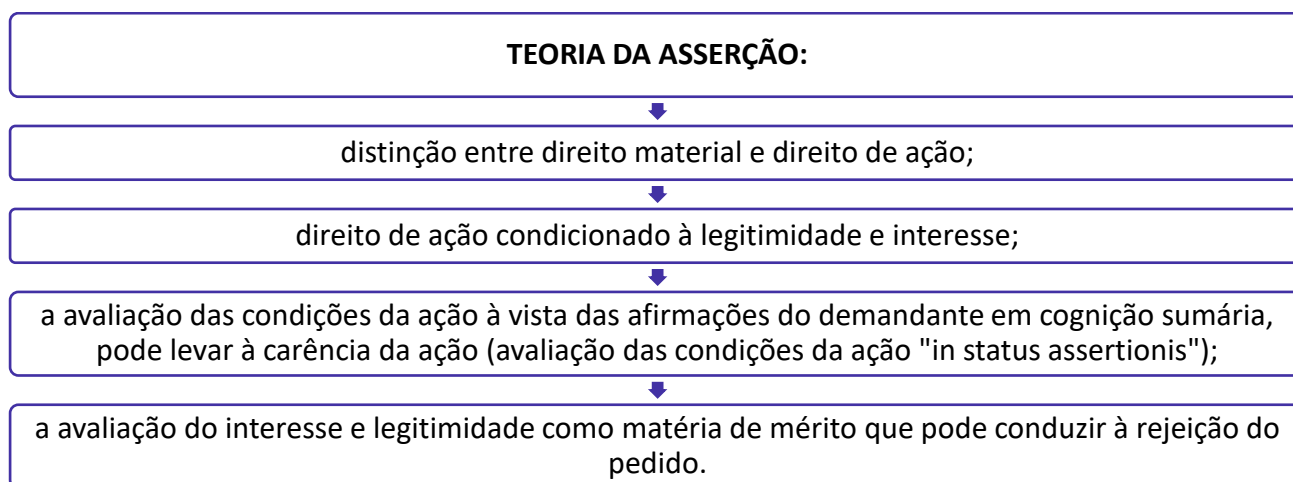 TEORIA DA ASSERÇÃO:
distinção entre direito material e direito de ação;
direito de ação condicionado à legitimidade e interesse;
a avaliação das condições da ação à vista das afirmações do demandante em cognição sumária,
pode levar à carência da ação (avaliação das condições da ação "in status assertionis");
a avaliação do interesse e legitimidade como matéria de mérito que pode conduzir à rejeição do
pedido.